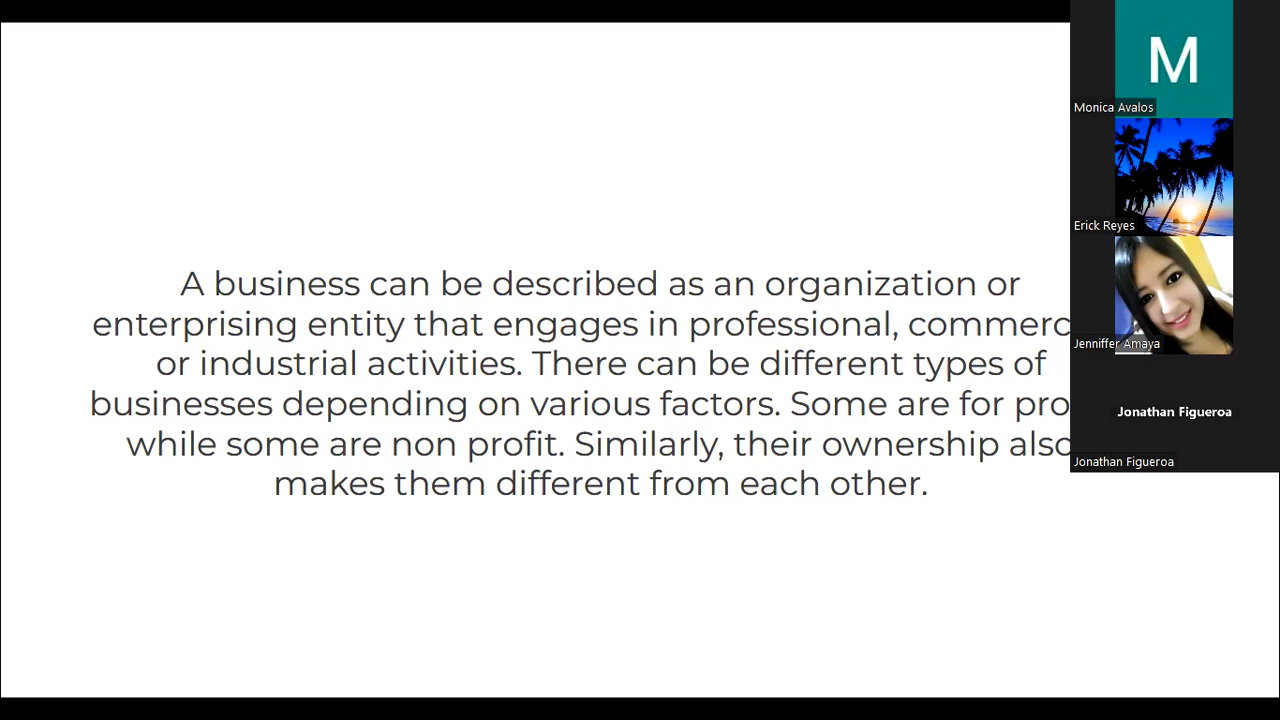 A business can be described as an organization or
enterprising entity that engages in professional, commerc
or industrial activities. There can be different types of
businesses depending on various factors. Some are for pro
while some are non profit. Similarly, their ownership also
makes them different from each other.
M
Monica Avalos
Erick Reyes
Jenniffer Amaya
Jonathan Figueroa
Jonathan Figueroa